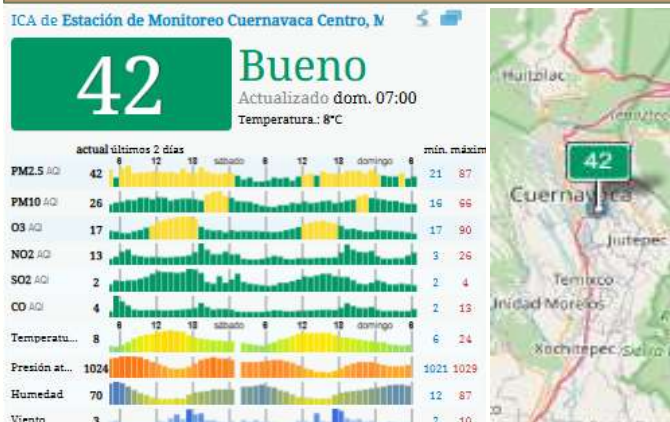 ICA de Estación de Monitoreo Cuernavaca Centro, M
42
Bueno
Actualizado dom. 07:00
Temperatura.: 8°C
actual últimos 2 días
mín. máxim
6 12 18 sábado 6 12 18 domingo 6
PM2.5 AQI 42 21 87
PM10 AQI 26 16 66
O3 AQI 17 17 90
NO2 AQI 13 3 26
SO2 AQI 2 2 4
CO AQI 4 2 13
6 12 18 sábado 6 12 18 domingo 6
Temperatu... 8 6 24
Presión at... 1024 1021 1029
Humedad 70 12 87
Viento 3 2 10
Huitzilac
42
Cuernavaca
Jiutepec
Temixco
Unidad Morelos
Xochitepec